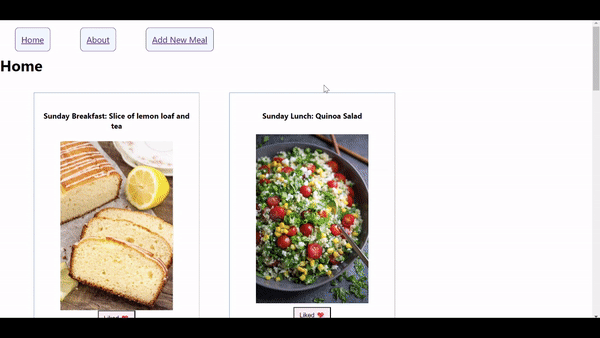 Home About Add New Meal
Home
Sunday Breakfast: Slice of lemon loaf and
tea
Sunday Lunch: Quinoa Salad
Liked Liked